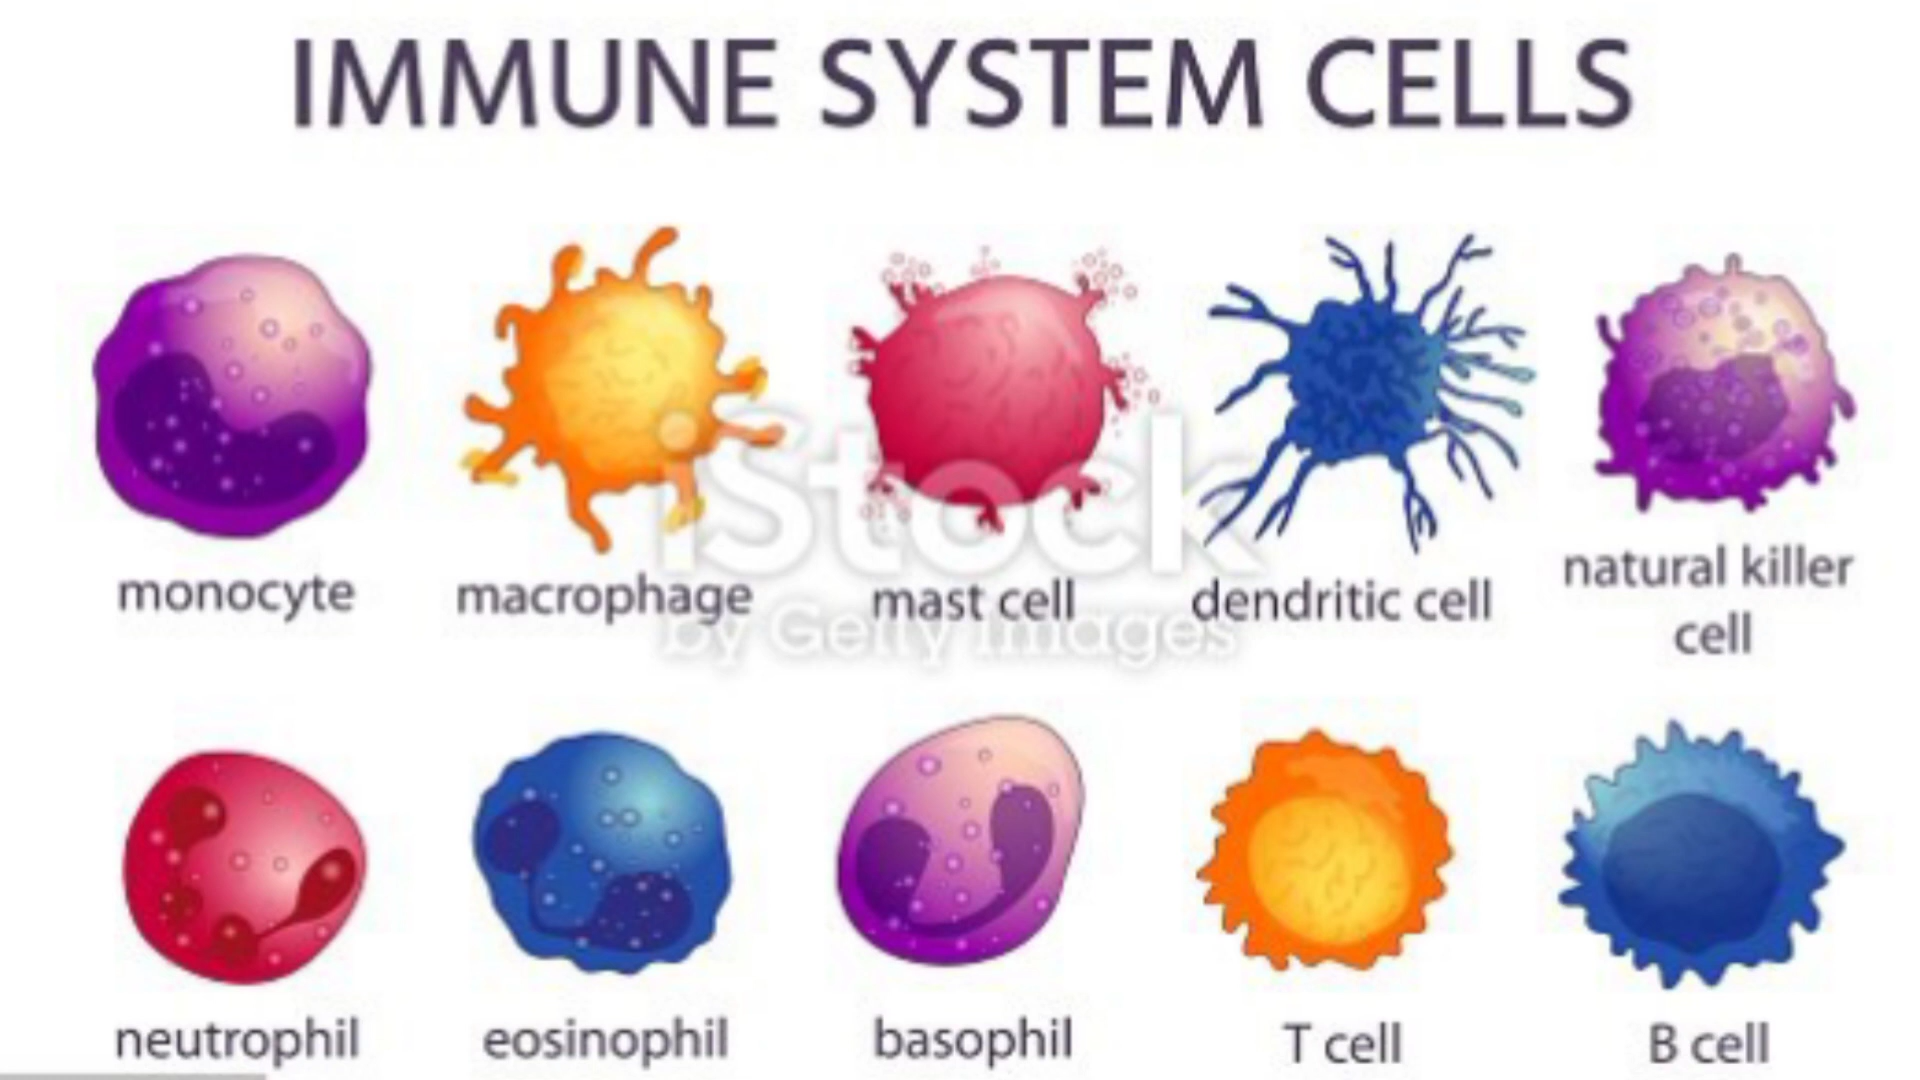 IMMUNE SYSTEM CELLS
monocyte
macrophage
mast cell
dendritic cell
natural killer
cell
iStock
by Getty Images
neutrophil
eosinophil
basophil
T cell
B cell